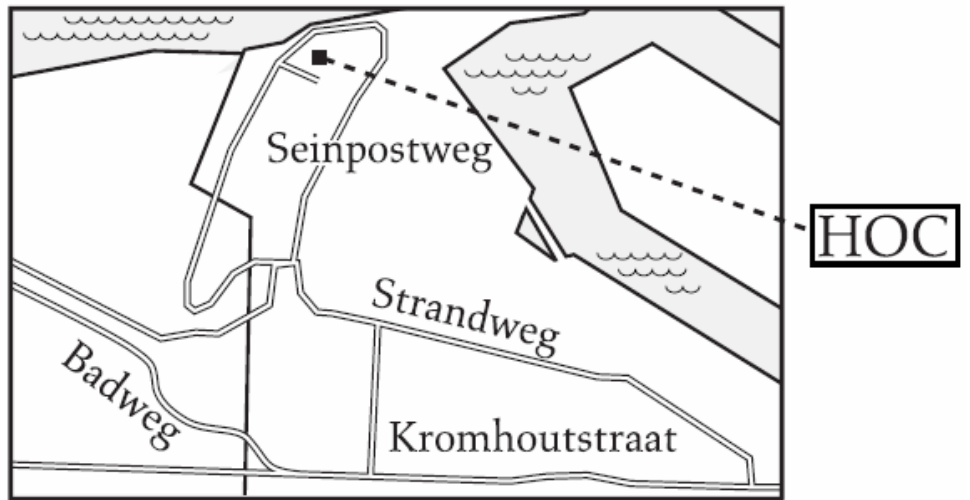 Seinpostweg
HOC
Strandweg
Badweg
Kromhoutstraat